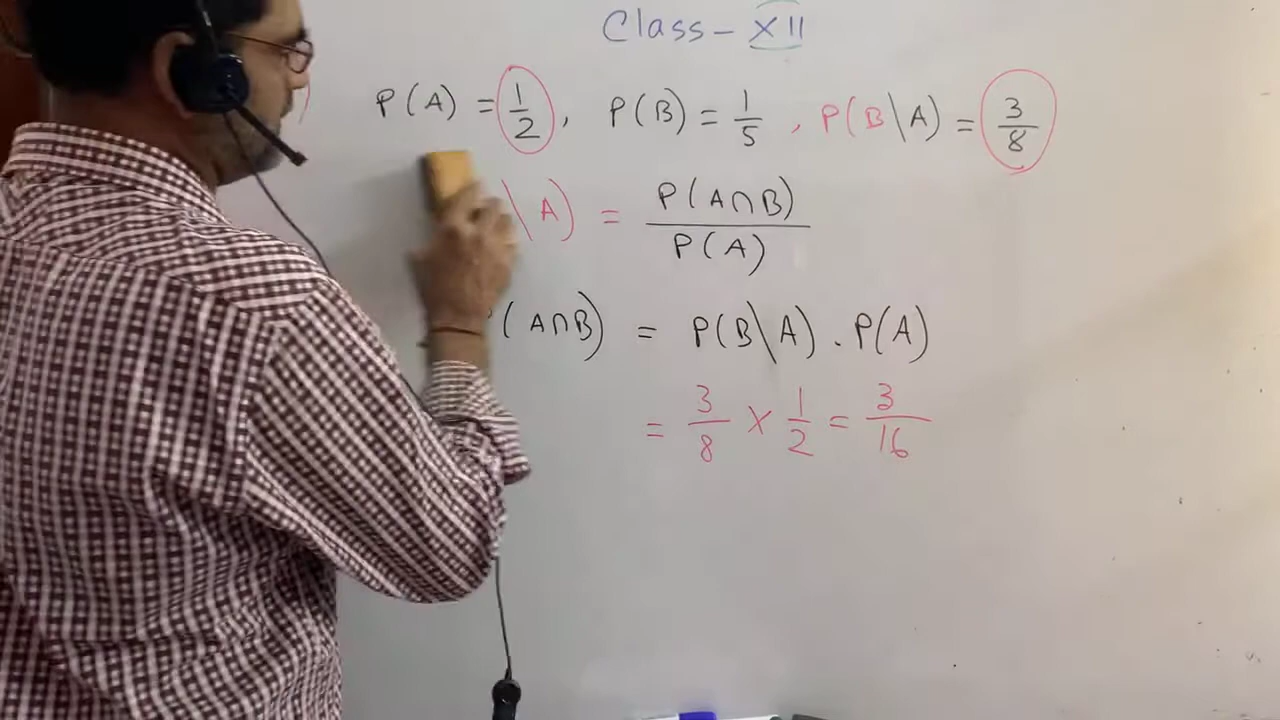 Class - XII
) P(A) = 1/2, P(B) = 1/5, P(B\A) = 3/8
\A) = P(A∩B)/P(A)
(A∩B) = P(B\A) . P(A)
= 3/8 × 1/2 = 3/16